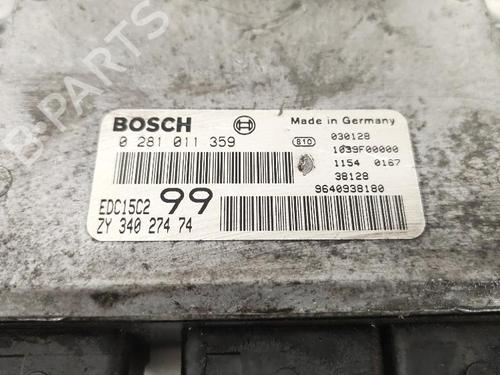 B-PARTS
BOSCH
Made in Germany
0 281 011 359
810
030128
1039F00000
1154 0167
38128
9640938180
EDC15C2 99
ZY 340 274 74